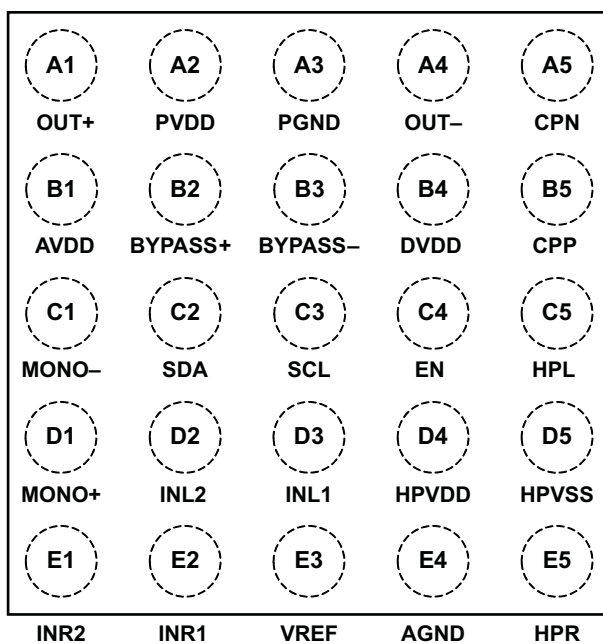 A1 A2 A3 A4 A5
OUT+ PVDD PGND OUT– CPN
B1 B2 B3 B4 B5
AVDD BYPASS+ BYPASS– DVDD CPP
C1 C2 C3 C4 C5
MONO– SDA SCL EN HPL
D1 D2 D3 D4 D5
MONO+ INL2 INL1 HPVDD HPVSS
E1 E2 E3 E4 E5
INR2 INR1 VREF AGND HPR